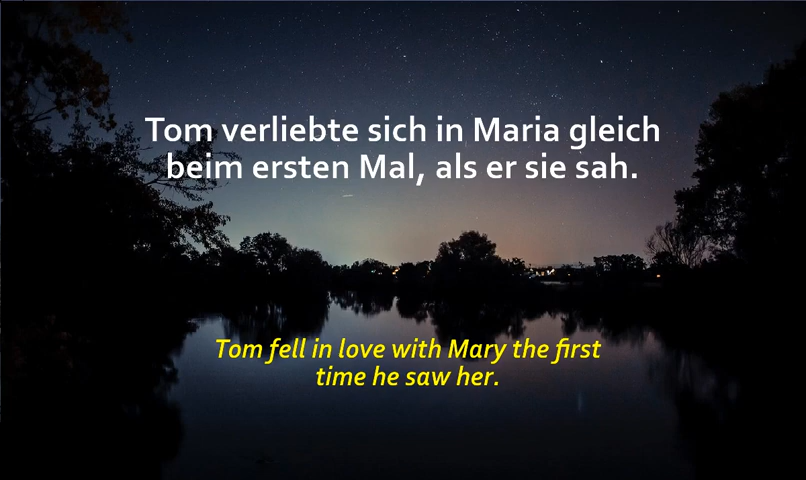 Tom verliebte sich in Maria gleich
beim ersten Mal, als er sie sah.
Tom fell in love with Mary the first
time he saw her.